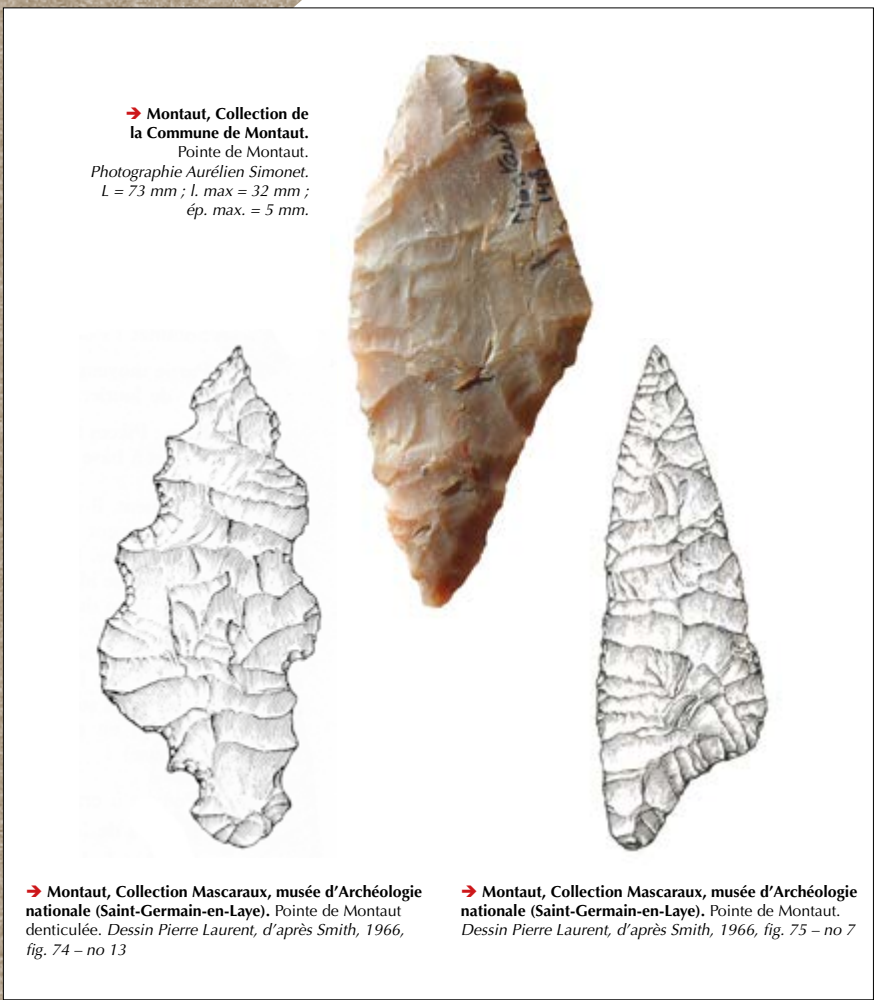 ➔ Montaut, Collection de
la Commune de Montaut.
Pointe de Montaut.
Photographie Aurélien Simonet.
L = 73 mm ; l. max = 32 mm ;
ép. max. = 5 mm.
148
➔ Montaut, Collection Mascaraux, musée d’Archéologie
nationale (Saint-Germain-en-Laye). Pointe de Montaut
denticulée. Dessin Pierre Laurent, d’après Smith, 1966,
fig. 74 – no 13
➔ Montaut, Collection Mascaraux, musée d’Archéologie
nationale (Saint-Germain-en-Laye). Pointe de Montaut.
Dessin Pierre Laurent, d’après Smith, 1966, fig. 75 – no 7